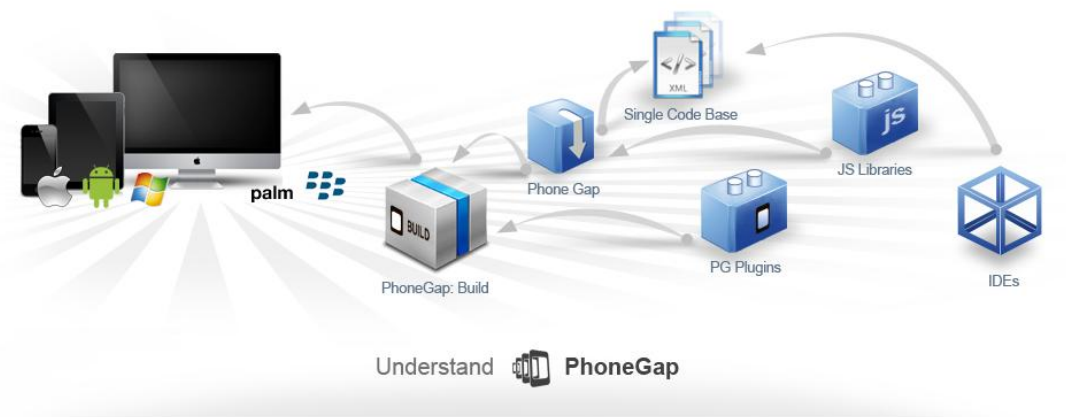 </>
XML
Single Code Base
js
JS Libraries
Phone Gap
palm
BUILD
PG Plugins
PhoneGap: Build
IDEs
Understand PhoneGap